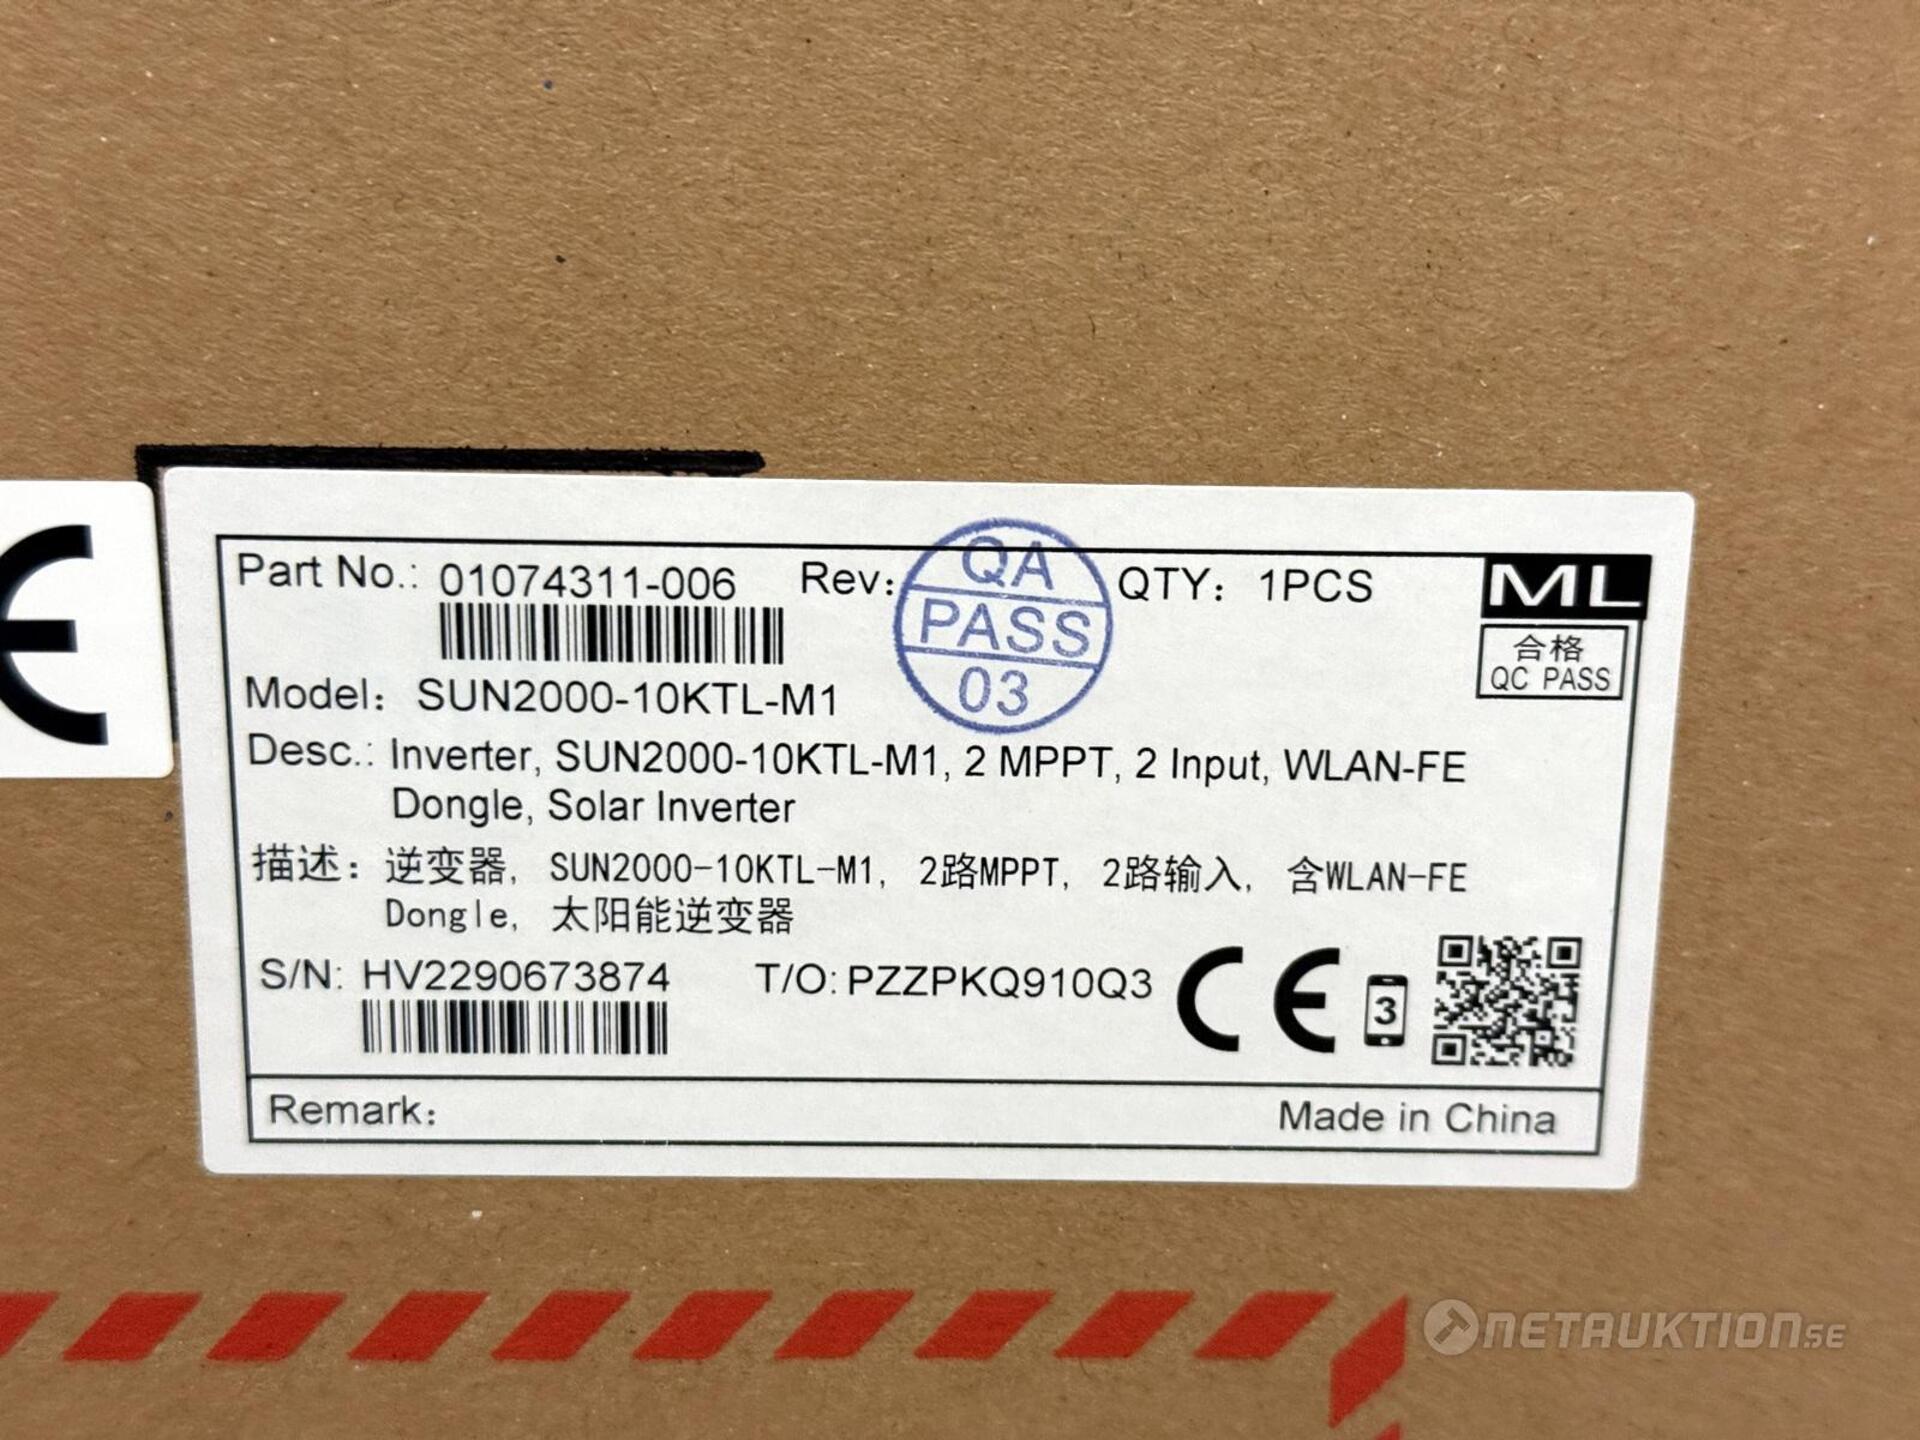 Part No.: 01074311-006 Rev: QTY: 1PCS
QA
PASS
03
ML
合格
QC PASS
Model: SUN2000-10KTL-M1
Desc.: Inverter, SUN2000-10KTL-M1, 2 MPPT, 2 Input, WLAN-FE
Dongle, Solar Inverter
描述: 逆变器, SUN2000-10KTL-M1, 2路MPPT, 2路输入, 含WLAN-FE
Dongle, 太阳能逆变器
S/N: HV2290673874 T/O: PZZPKQ910Q3 CE 3
Remark: Made in China
NETAUKTION.SE